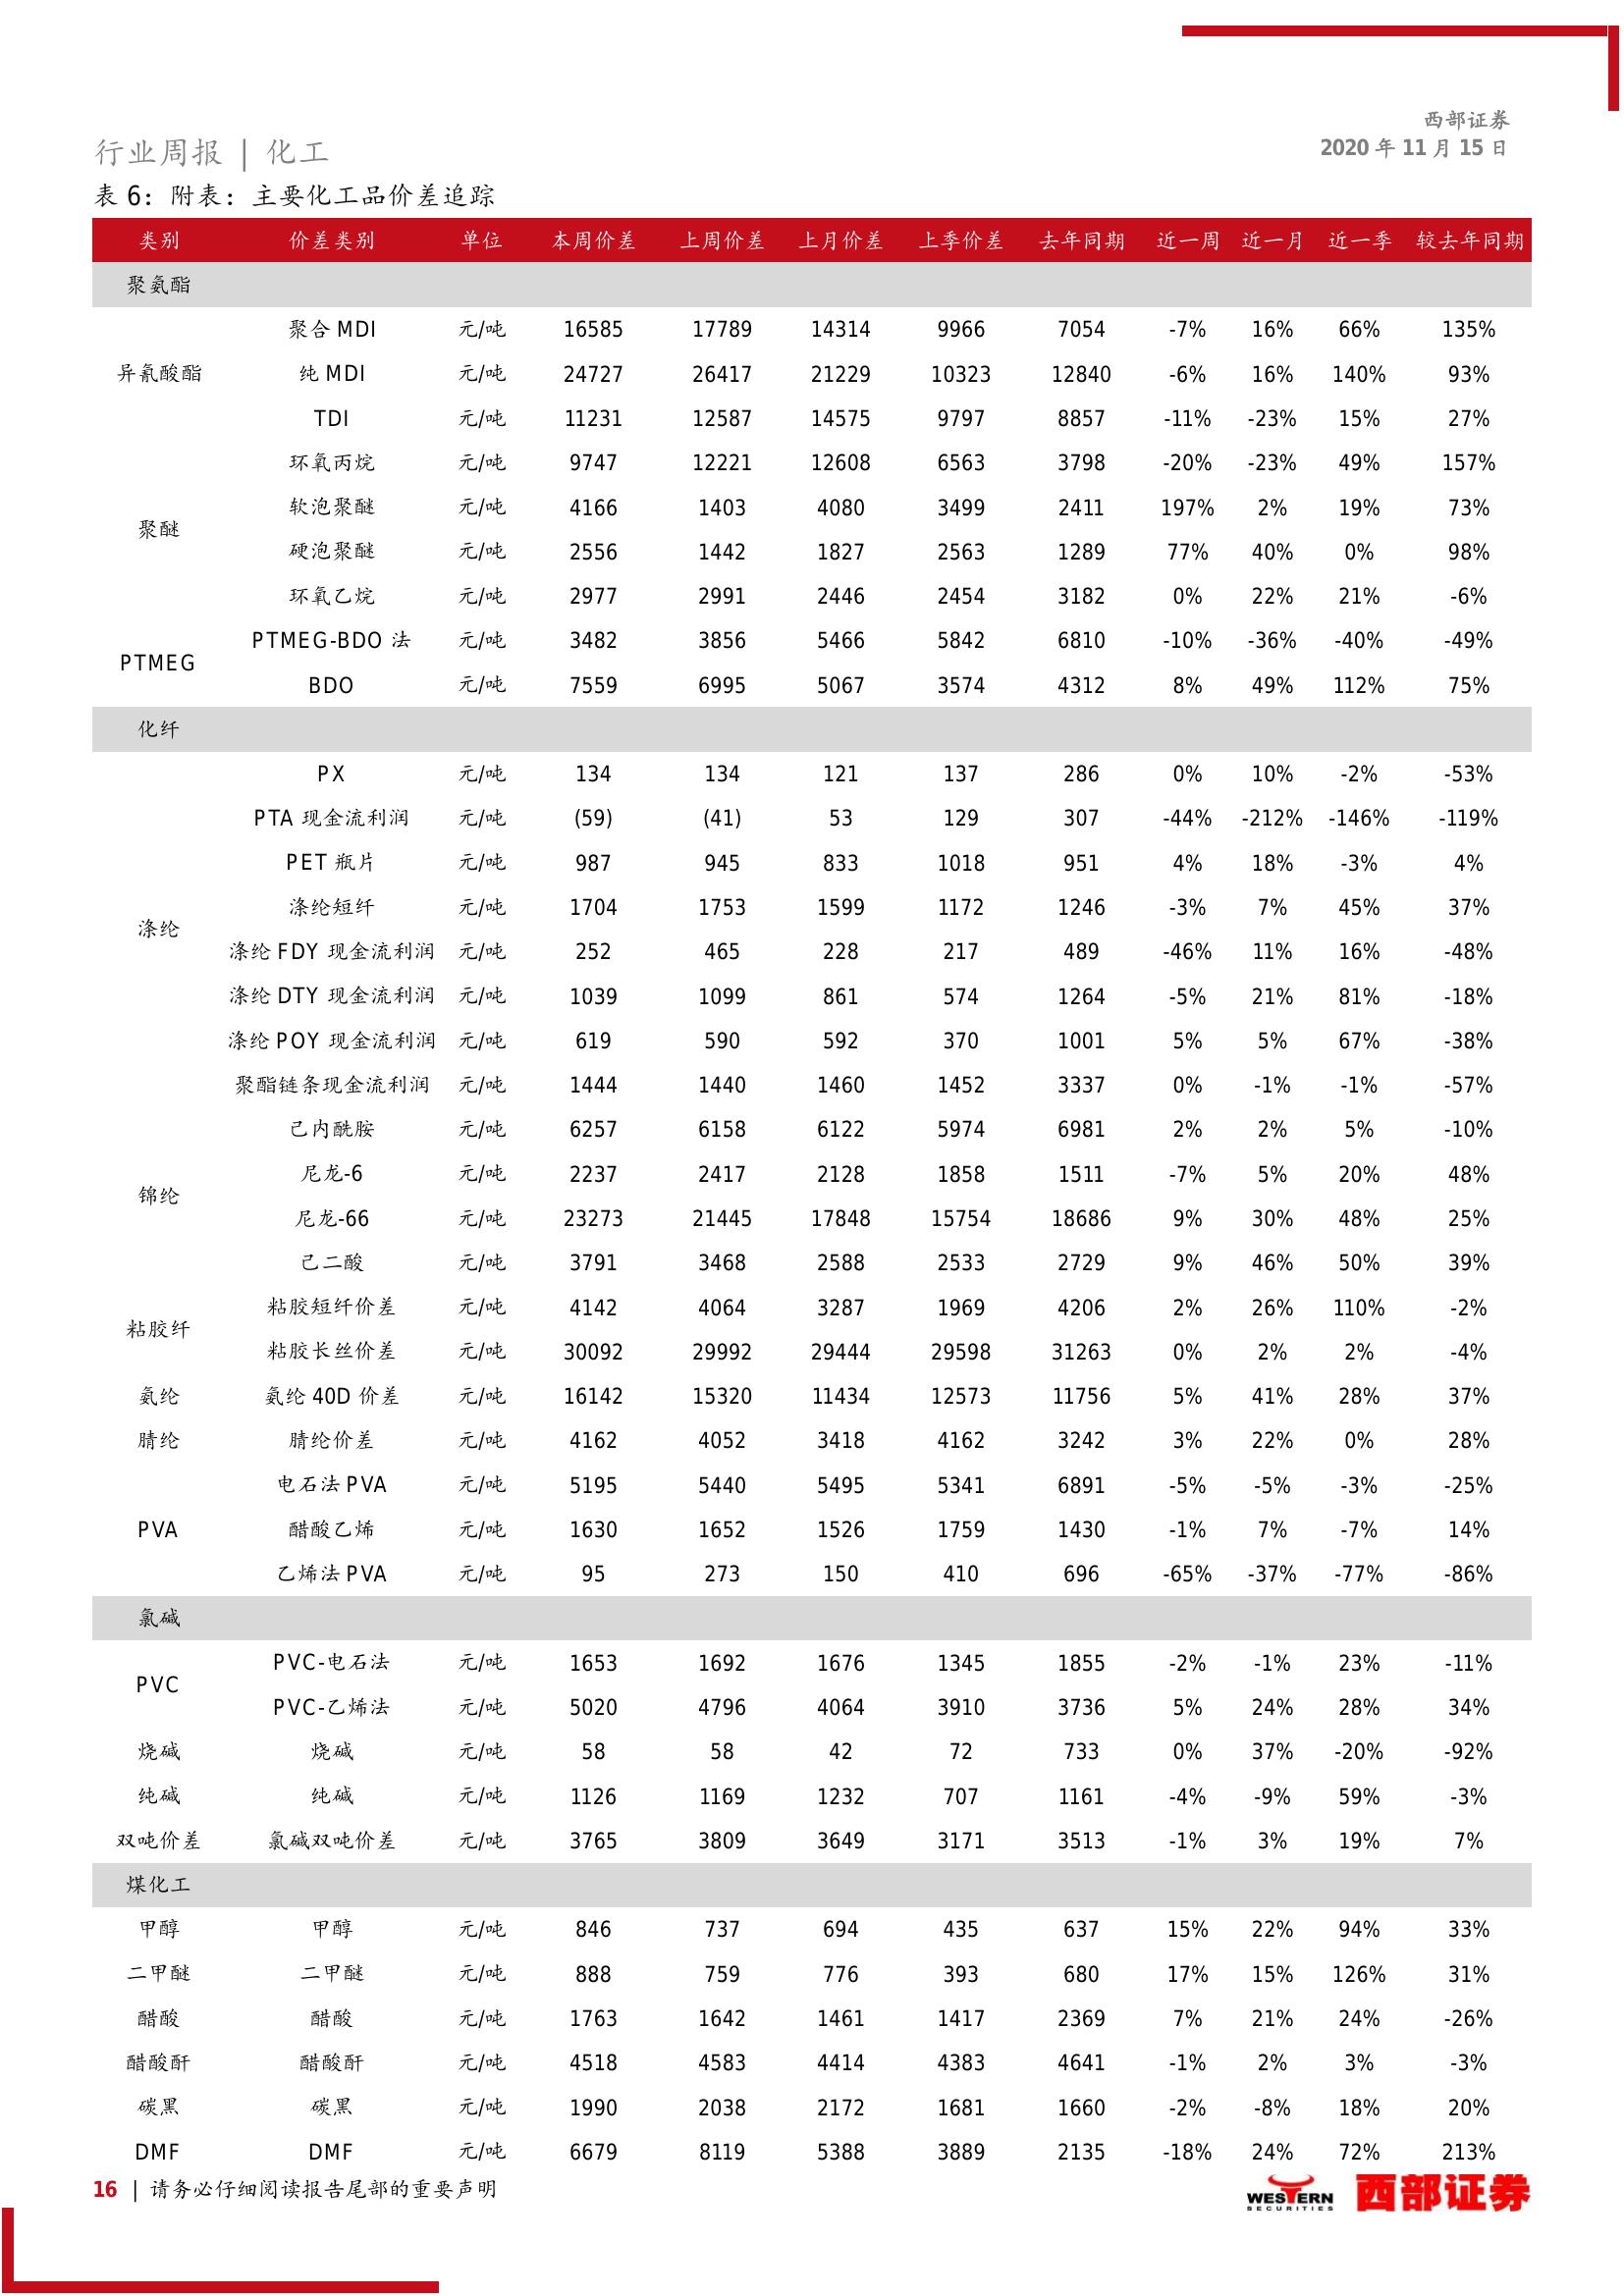 西部证券
2020 年 11 月 15 日
行业周报 | 化工
表 6：附表：主要化工品价差追踪
类别 价差类别 单位 本周价差 上周价差 上月价差 上季价差 去年同期 近一周 近一月 近一季 较去年同期
聚氨酯
聚合 MDI 元/吨 16585 17789 14314 9966 7054 -7% 16% 66% 135%
异氰酸酯 纯 MDI 元/吨 24727 26417 21229 10323 12840 -6% 16% 140% 93%
TDI 元/吨 11231 12587 14575 9797 8857 -11% -23% 15% 27%
环氧丙烷 元/吨 9747 12221 12608 6563 3798 -20% -23% 49% 157%
软泡聚醚 元/吨 4166 1403 4080 3499 2411 197% 2% 19% 73%
聚醚
硬泡聚醚 元/吨 2556 1442 1827 2563 1289 77% 40% 0% 98%
环氧乙烷 元/吨 2977 2991 2446 2454 3182 0% 22% 21% -6%
PTMEG-BDO 法 元/吨 3482 3856 5466 5842 6810 -10% -36% -40% -49%
PTMEG
BDO 元/吨 7559 6995 5067 3574 4312 8% 49% 112% 75%
化纤
PX 元/吨 134 134 121 137 286 0% 10% -2% -53%
PTA 现金流利润 元/吨 (59) (41) 53 129 307 -44% -212% -146% -119%
PET 瓶片 元/吨 987 945 833 1018 951 4% 18% -3% 4%
涤纶短纤 元/吨 1704 1753 1599 1172 1246 -3% 7% 45% 37%
涤纶
涤纶 FDY 现金流利润 元/吨 252 465 228 217 489 -46% 11% 16% -48%
涤纶 DTY 现金流利润 元/吨 1039 1099 861 574 1264 -5% 21% 81% -18%
涤纶 POY 现金流利润 元/吨 619 590 592 370 1001 5% 5% 67% -38%
聚酯链条现金流利润 元/吨 1444 1440 1460 1452 3337 0% -1% -1% -57%
己内酰胺 元/吨 6257 6158 6122 5974 6981 2% 2% 5% -10%
尼龙-6 元/吨 2237 2417 2128 1858 1511 -7% 5% 20% 48%
锦纶
尼龙-66 元/吨 23273 21445 17848 15754 18686 9% 30% 48% 25%
己二酸 元/吨 3791 3468 2588 2533 2729 9% 46% 50% 39%
粘胶短纤价差 元/吨 4142 4064 3287 1969 4206 2% 26% 110% -2%
粘胶纤
粘胶长丝价差 元/吨 30092 29992 29444 29598 31263 0% 2% 2% -4%
氨纶 氨纶 40D 价差 元/吨 16142 15320 11434 12573 11756 5% 41% 28% 37%
腈纶 腈纶价差 元/吨 4162 4052 3418 4162 3242 3% 22% 0% 28%
电石法 PVA 元/吨 5195 5440 5495 5341 6891 -5% -5% -3% -25%
PVA 醋酸乙烯 元/吨 1630 1652 1526 1759 1430 -1% 7% -7% 14%
乙烯法 PVA 元/吨 95 273 150 410 696 -65% -37% -77% -86%
氯碱
PVC-电石法 元/吨 1653 1692 1676 1345 1855 -2% -1% 23% -11%
PVC
PVC-乙烯法 元/吨 5020 4796 4064 3910 3736 5% 24% 28% 34%
烧碱 烧碱 元/吨 58 58 42 72 733 0% 37% -20% -92%
纯碱 纯碱 元/吨 1126 1169 1232 707 1161 -4% -9% 59% -3%
双吨价差 氯碱双吨价差 元/吨 3765 3809 3649 3171 3513 -1% 3% 19% 7%
煤化工
甲醇 甲醇 元/吨 846 737 694 435 637 15% 22% 94% 33%
二甲醚 二甲醚 元/吨 888 759 776 393 680 17% 15% 126% 31%
醋酸 醋酸 元/吨 1763 1642 1461 1417 2369 7% 21% 24% -26%
醋酸酐 醋酸酐 元/吨 4518 4583 4414 4383 4641 -1% 2% 3% -3%
碳黑 碳黑 元/吨 1990 2038 2172 1681 1660 -2% -8% 18% 20%
DMF DMF 元/吨 6679 8119 5388 3889 2135 -18% 24% 72% 213%
16 | 请务必仔细阅读报告尾部的重要声明
WESTERN SECURITIES 西部证券